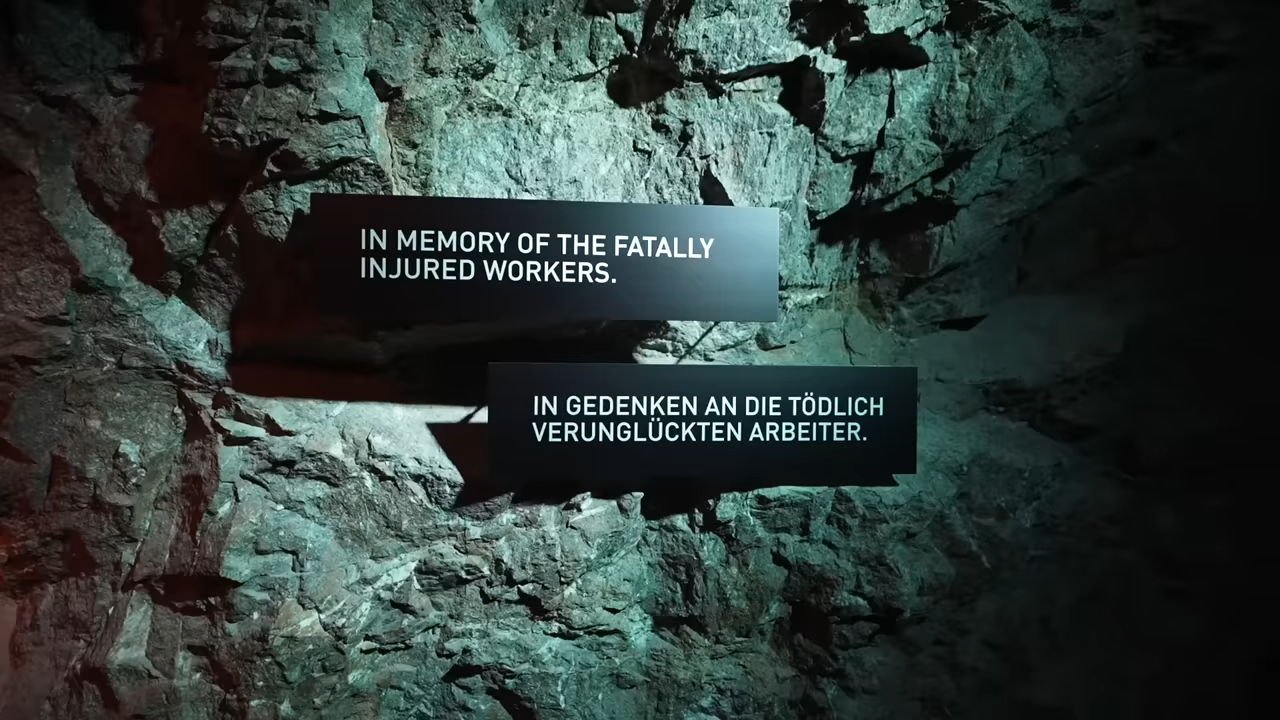 IN MEMORY OF THE FATALLY
INJURED WORKERS.
IN GEDENKEN AN DIE TÖDLICH
VERUNGLÜCKTEN ARBEITER.